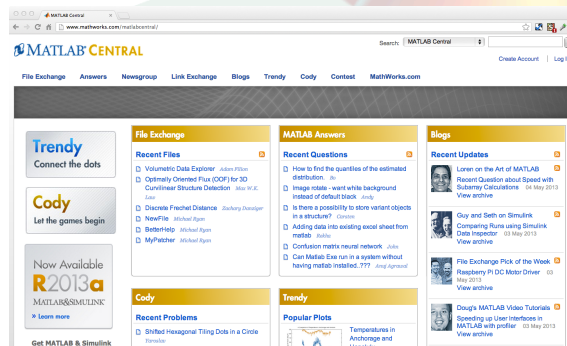 MATLAB Central
www.mathworks.com/matlabcentral/
MATLAB® CENTRAL
Search: MATLAB Central
Create Account | Log I
File Exchange Answers Newsgroup Link Exchange Blogs Trendy Cody Contest MathWorks.com
Trendy
Connect the dots
Cody
Let the games begin
Now Available
R2013a
MATLAB&SIMULINK®
» Learn more
Get MATLAB & Simulink
File Exchange
Recent Files
Volumetric Data Explorer Adam Filion
Optimally Oriented Flux (OOF) for 3D
Curvilinear Structure Detection Max W.K.
Law
Discrete Frechet Distance Zachary Danziger
NewFile Michael Ryan
BetterHelp Michael Ryan
MyPatcher Michael Ryan
MATLAB Answers
Recent Questions
How to find the quantiles of the estimated
distribution.
Image rotate - want white background
instead of default black Andy
is there a possibility to store variant objects
in a structure? Carsten
Adding data into existing excel sheet from
matlab
Confusion matrix neural network John
Can Matlab Exe run in a system without
having matlab installed..??? Anuj Agrawal
Blogs
Recent Updates
Loren on the Art of MATLAB
Recent Question about Speed with
Subarray Calculations 04 May 2013
View archive
Guy and Seth on Simulink
Comparing Runs using Simulink
Data Inspector 03 May 2013
View archive
File Exchange Pick of the Week
Raspberry Pi DC Motor Driver 03
May 2013
View archive
Doug's MATLAB Video Tutorials
Speeding up User Interfaces in
MATLAB with profiler 03 May 2013
View archive
Cody
Recent Problems
Shifted Hexagonal Tiling Dots in a Circle
Yaroslav
Trendy
Popular Plots
Temperatures in
Anchorage and